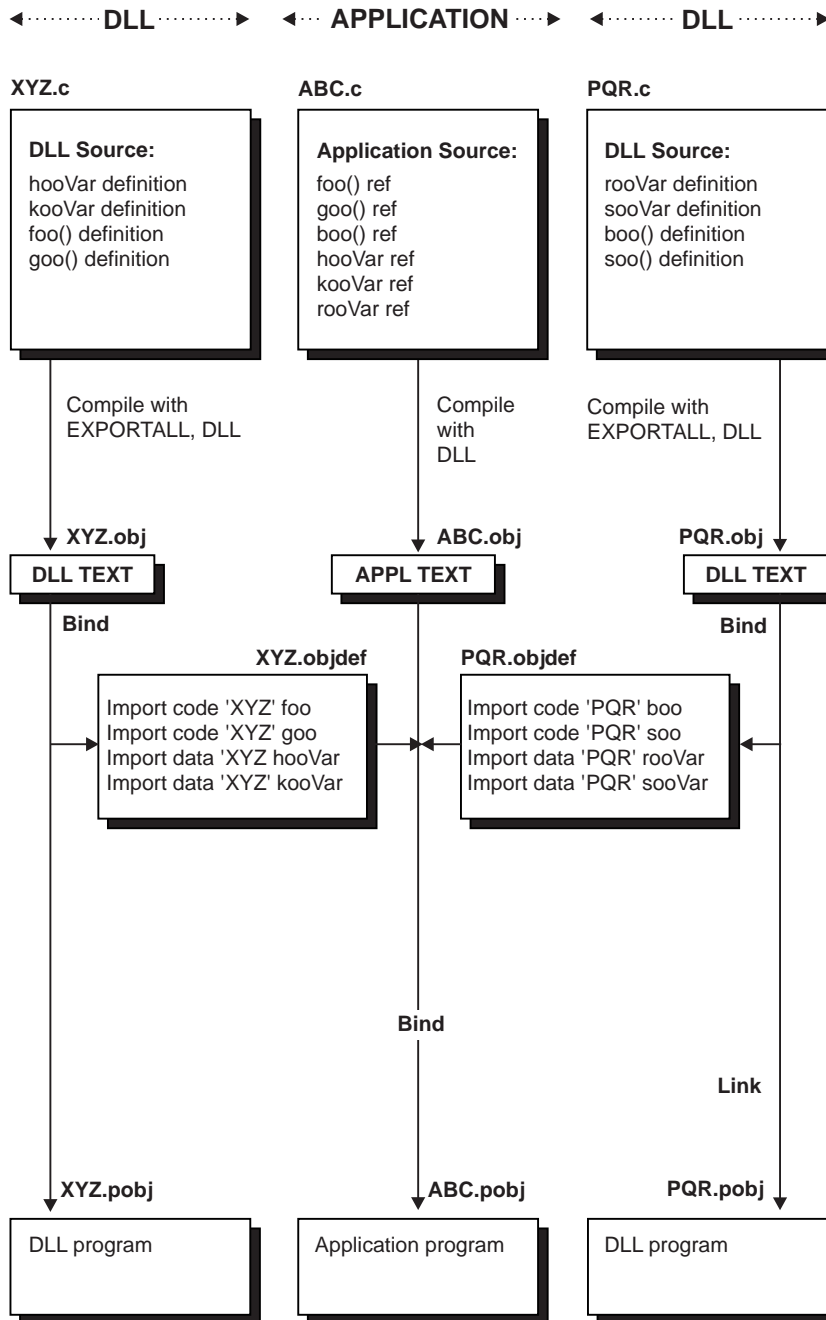 DLL
APPLICATION
DLL
XYZ.c
DLL Source:
hooVar definition
kooVar definition
foo() definition
goo() definition
ABC.c
Application Source:
foo() ref
goo() ref
boo() ref
hooVar ref
kooVar ref
rooVar ref
PQR.c
DLL Source:
rooVar definition
sooVar definition
boo() definition
soo() definition
Compile with
EXPORTALL, DLL
Compile
with
DLL
Compile with
EXPORTALL, DLL
XYZ.obj
DLL TEXT
ABC.obj
APPL TEXT
PQR.obj
DLL TEXT
Bind
Bind
XYZ.objdef
Import code 'XYZ' foo
Import code 'XYZ' goo
Import data 'XYZ hooVar
Import data 'XYZ' kooVar
PQR.objdef
Import code 'PQR' boo
Import code 'PQR' soo
Import data 'PQR' rooVar
Import data 'PQR' sooVar
Bind
Link
XYZ.pobj
DLL program
ABC.pobj
Application program
PQR.pobj
DLL program